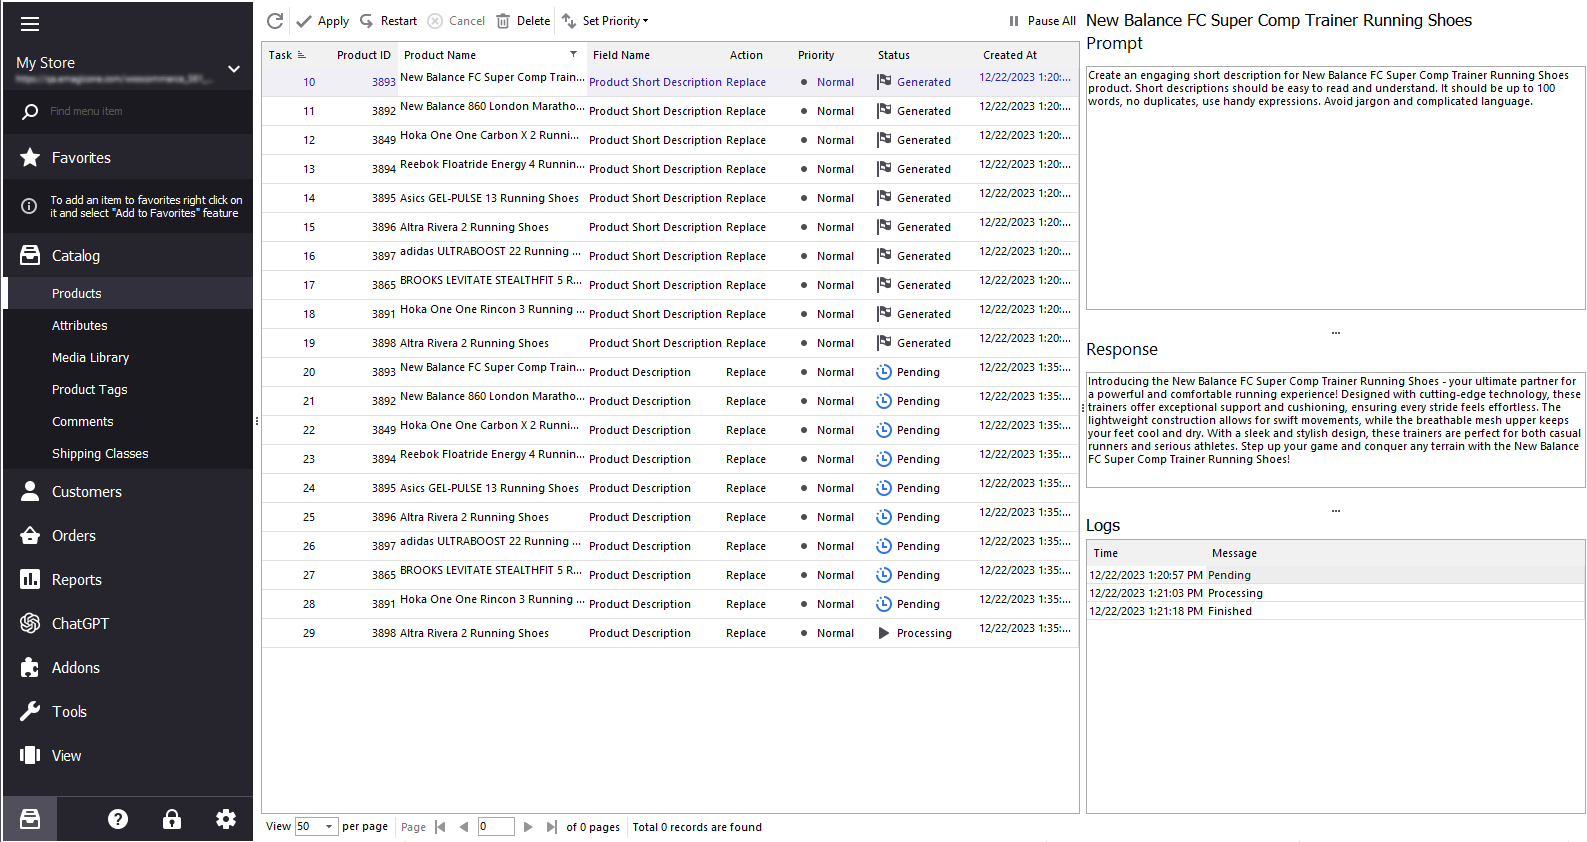 My Store
Find menu item
Favorites
To add an item to favorites right click on
it and select "Add to Favorites" feature
Catalog
Products
Attributes
Media Library
Product Tags
Comments
Shipping Classes
Customers
Orders
Reports
ChatGPT
Addons
Tools
View
Apply Restart Cancel Delete Set Priority Pause All
Task Product ID Product Name Field Name Action Priority Status Created At
10 3893 New Balance FC Super Comp Train... Product Short Description Replace Normal Generated 12/22/2023 1:20:...
11 3892 New Balance 860 London Maratho... Product Short Description Replace Normal Generated 12/22/2023 1:20:...
12 3849 Hoka One One Carbon X 2 Runni... Product Short Description Replace Normal Generated 12/22/2023 1:20:...
13 3894 Reebok Floatride Energy 4 Runnin... Product Short Description Replace Normal Generated 12/22/2023 1:20:...
14 3895 Asics GEL-PULSE 13 Running Shoes Product Short Description Replace Normal Generated 12/22/2023 1:20:...
15 3896 Altra Rivera 2 Running Shoes Product Short Description Replace Normal Generated 12/22/2023 1:20:...
16 3897 adidas ULTRABOOST 22 Running ... Product Short Description Replace Normal Generated 12/22/2023 1:20:...
17 3865 BROOKS LEVITATE STEALTHFIT 5 R... Product Short Description Replace Normal Generated 12/22/2023 1:20:...
18 3891 Hoka One One Rincon 3 Running ... Product Short Description Replace Normal Generated 12/22/2023 1:20:...
19 3898 Altra Rivera 2 Running Shoes Product Short Description Replace Normal Generated 12/22/2023 1:20:...
20 3893 New Balance FC Super Comp Train... Product Description Replace Normal Pending 12/22/2023 1:35:...
21 3892 New Balance 860 London Maratho... Product Description Replace Normal Pending 12/22/2023 1:35:...
22 3849 Hoka One One Carbon X 2 Runni... Product Description Replace Normal Pending 12/22/2023 1:35:...
23 3894 Reebok Floatride Energy 4 Runnin... Product Description Replace Normal Pending 12/22/2023 1:35:...
24 3895 Asics GEL-PULSE 13 Running Shoes Product Description Replace Normal Pending 12/22/2023 1:35:...
25 3896 Altra Rivera 2 Running Shoes Product Description Replace Normal Pending 12/22/2023 1:35:...
26 3897 adidas ULTRABOOST 22 Running ... Product Description Replace Normal Pending 12/22/2023 1:35:...
27 3865 BROOKS LEVITATE STEALTHFIT 5 R... Product Description Replace Normal Pending 12/22/2023 1:35:...
28 3891 Hoka One One Rincon 3 Running ... Product Description Replace Normal Pending 12/22/2023 1:35:...
29 3898 Altra Rivera 2 Running Shoes Product Description Replace Normal Processing 12/22/2023 1:35:...
View 50 per page Page 0 of 0 pages Total 0 records are found
New Balance FC Super Comp Trainer Running Shoes
Prompt
Create an engaging short description for New Balance FC Super Comp Trainer Running Shoes
product. Short descriptions should be easy to read and understand. It should be up to 100
words, no duplicates, use handy expressions. Avoid jargon and complicated language.
...
Response
Introducing the New Balance FC Super Comp Trainer Running Shoes - your ultimate partner for
a powerful and comfortable running experience! Designed with cutting-edge technology, these
trainers offer exceptional support and cushioning, ensuring every stride feels effortless. The
lightweight construction allows for swift movements, while the breathable mesh upper keeps
your feet cool and dry. With a sleek and stylish design, these trainers are perfect for both casual
runners and serious athletes. Step up your game and conquer any terrain with the New Balance
FC Super Comp Trainer Running Shoes!
...
Logs
Time Message
12/22/2023 1:20:57 PM Pending
12/22/2023 1:21:03 PM Processing
12/22/2023 1:21:18 PM Finished